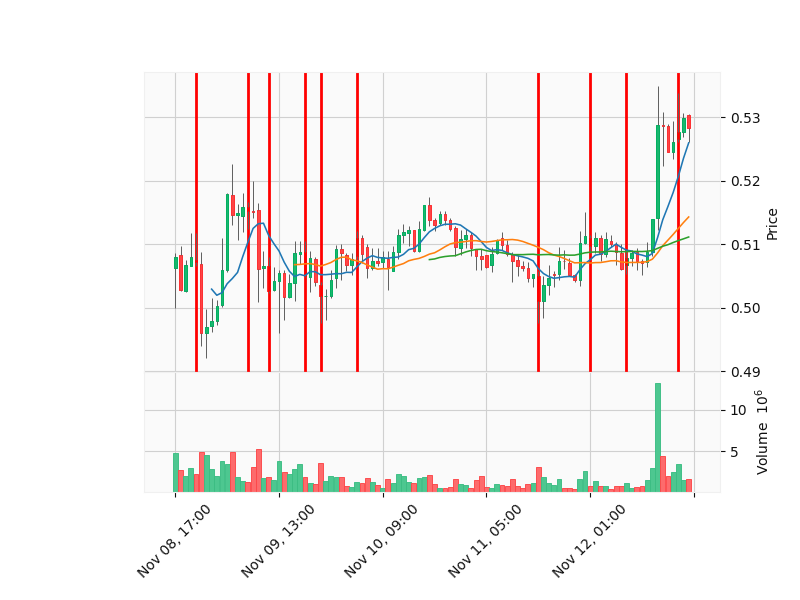 0.53
0.52
0.51
0.50
0.49
Price
10
5
Volume 10^6
Nov 08, 17:00
Nov 09, 13:00
Nov 10, 09:00
Nov 11, 05:00
Nov 12, 01:00